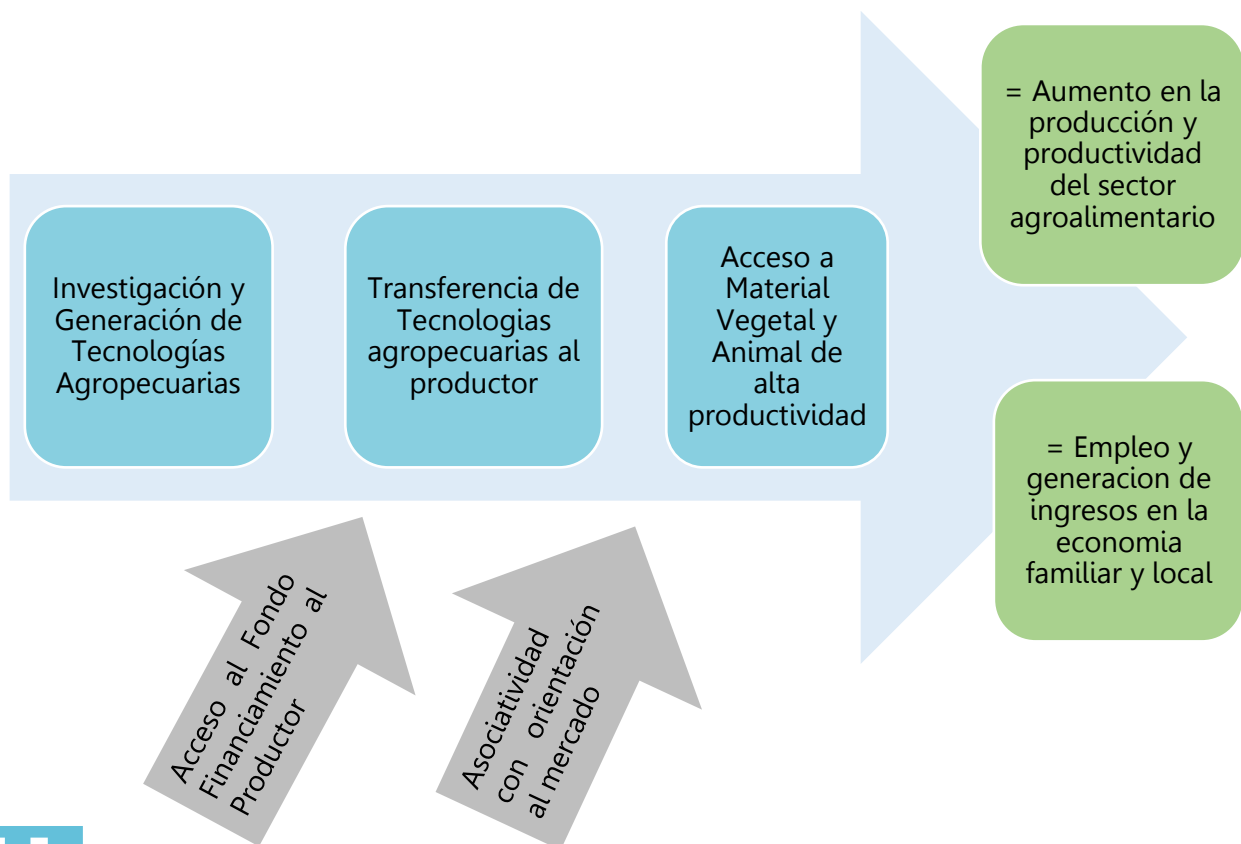 Investigación y
Generación de
Tecnologías
Agropecuarias
Transferencia de
Tecnologias
agropecuarias al
productor
Acceso a
Material
Vegetal y
Animal de
alta
productividad
= Aumento en la
producción y
productividad
del sector
agroalimentario
= Empleo y
generacion de
ingresos en la
economia
familiar y local
Acceso al Fondo
Financiamiento al
Productor
Asociatividad
con orientación
al mercado